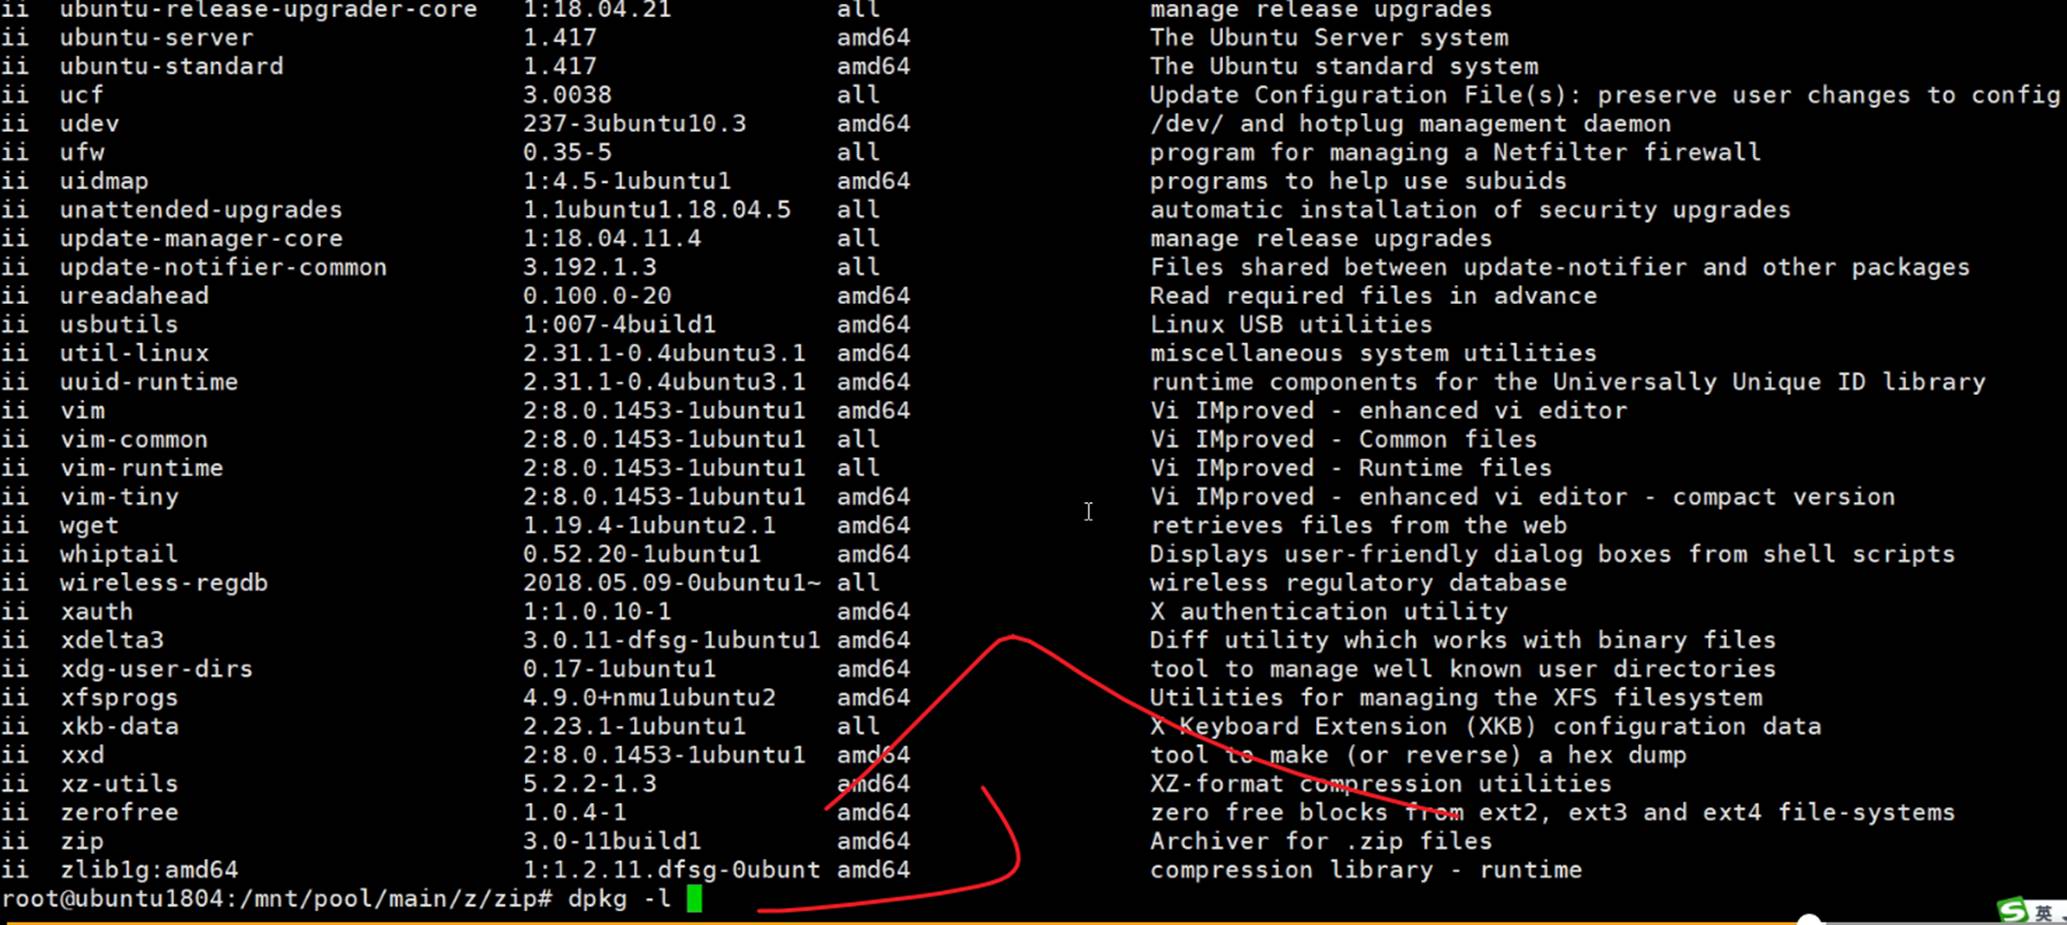 ii  ubuntu-release-upgrader-core   1:18.04.21          all                  manage release upgrades
ii  ubuntu-server                  1.417               amd64                The Ubuntu Server system
ii  ubuntu-standard                1.417               amd64                The Ubuntu standard system
ii  ucf                            3.0038              all                  Update Configuration File(s): preserve user changes to config
ii  udev                           237-3ubuntu10.3     amd64                /dev/ and hotplug management daemon
ii  ufw                            0.35-5              all                  program for managing a Netfilter firewall
ii  uidmap                         1:4.5-1ubuntu1      amd64                programs to help use subuids
ii  unattended-upgrades            1.1ubuntu1.18.04.5  all                  automatic installation of security upgrades
ii  update-manager-core            1:18.04.11.4        all                  manage release upgrades
ii  update-notifier-common         3.192.1.3           all                  Files shared between update-notifier and other packages
ii  ureadahead                     0.100.0-20          amd64                Read required files in advance
ii  usbutils                       1:007-4build1       amd64                Linux USB utilities
ii  util-linux                     2.31.1-0.4ubuntu3.1 amd64                miscellaneous system utilities
ii  uuid-runtime                   2.31.1-0.4ubuntu3.1 amd64                runtime components for the Universally Unique ID library
ii  vim                            2:8.0.1453-1ubuntu1 amd64                Vi IMproved - enhanced vi editor
ii  vim-common                     2:8.0.1453-1ubuntu1 all                  Vi IMproved - Common files
ii  vim-runtime                    2:8.0.1453-1ubuntu1 all                  Vi IMproved - Runtime files
ii  vim-tiny                       2:8.0.1453-1ubuntu1 amd64                Vi IMproved - enhanced vi editor - compact version
ii  wget                           1.19.4-1ubuntu2.1   amd64                retrieves files from the web
ii  whiptail                       0.52.20-1ubuntu1    amd64                Displays user-friendly dialog boxes from shell scripts
ii  wireless-regdb                 2018.05.09-0ubuntu1~ all                 wireless regulatory database
ii  xauth                          1:1.0.10-1          amd64                X authentication utility
ii  xdelta3                        3.0.11-dfsg-1ubuntu1 amd64               Diff utility which works with binary files
ii  xdg-user-dirs                  0.17-1ubuntu1       amd64                tool to manage well known user directories
ii  xfsprogs                       4.9.0+nmu1ubuntu2   amd64                Utilities for managing the XFS filesystem
ii  xkb-data                       2.23.1-1ubuntu1     all                  X Keyboard Extension (XKB) configuration data
ii  xxd                            2:8.0.1453-1ubuntu1 amd64                tool to make (or reverse) a hex dump
ii  xz-utils                       5.2.2-1.3           amd64                XZ-format compression utilities
ii  zerofree                       1.0.4-1             amd64                zero free blocks from ext2, ext3 and ext4 file-systems
ii  zip                            3.0-11build1        amd64                Archiver for .zip files
ii  zlib1g:amd64                   1:1.2.11.dfsg-0ubunt amd64               compression library - runtime
root@ubuntu1804:/mnt/pool/main/z/zip# dpkg -l
S 英